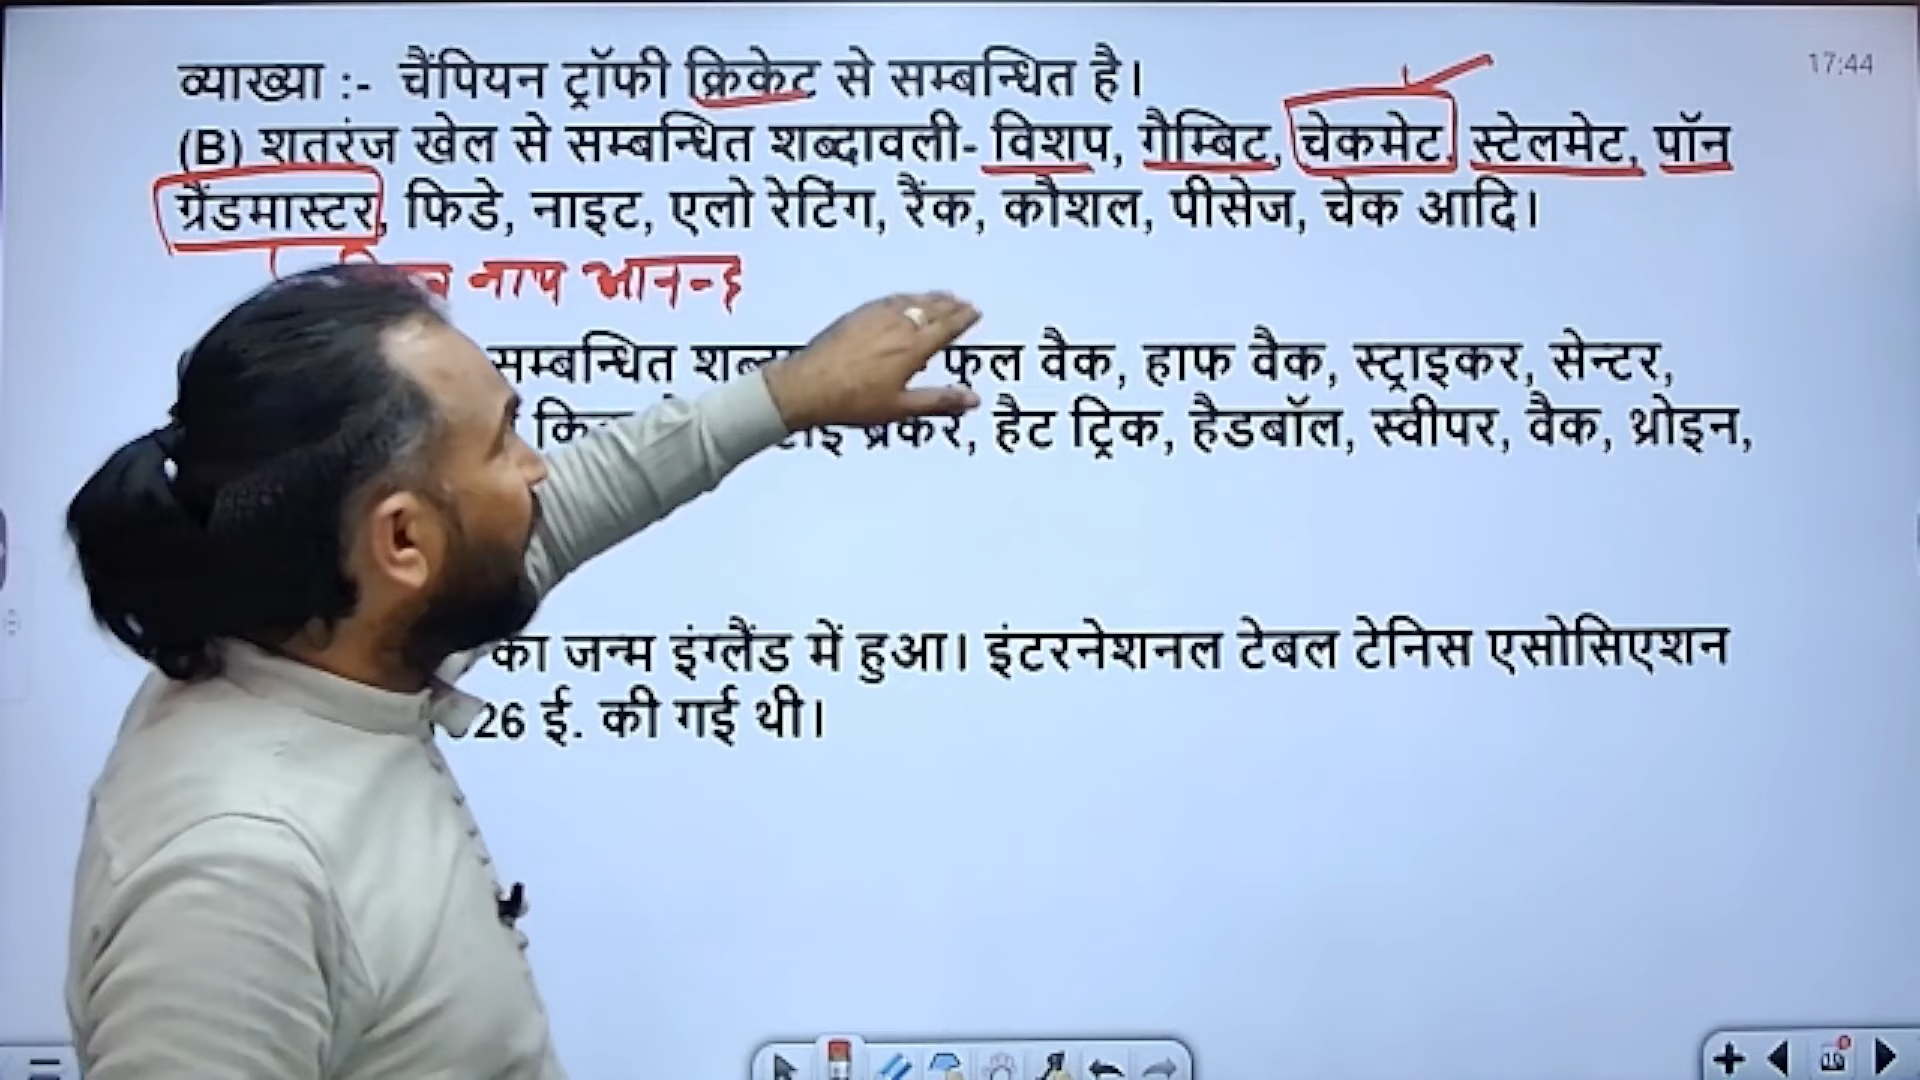 17:44
व्याख्या :- चैंपियन ट्रॉफी क्रिकेट से सम्बन्धित है।
(B) शतरंज खेल से सम्बन्धित शब्दावली- विशप, गैम्बिट, चेकमेट, स्टेलमेट, पॉन
ग्रैंडमास्टर, फिडे, नाइट, एलो रेटिंग, रैंक, कौशल, पीसेज, चेक आदि।
सम्बन्धित फुल वैक, हाफ वैक, स्ट्राइकर, सेन्टर,
ब्रेकर, हैट ट्रिक, हैडबॉल, स्वीपर, वैक, थ्रोइन,
का जन्म इंग्लैंड में हुआ। इंटरनेशनल टेबल टेनिस एसोसिएशन
26 ई. की गई थी।